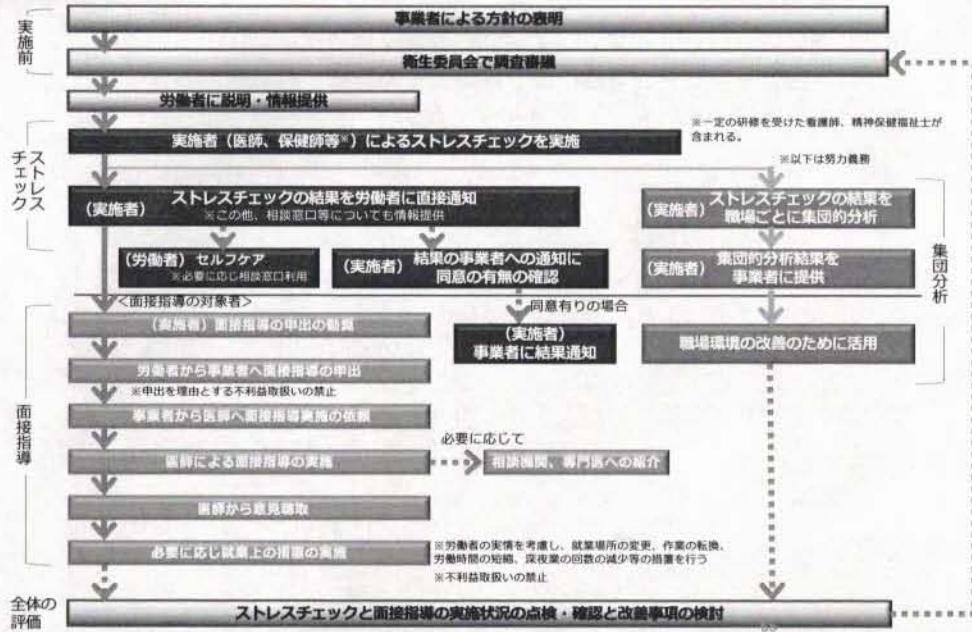 実施前
事業者による方針の表明
衛生委員会で調査審議
労働者に説明・情報提供
ストレス
チェック
実施者（医師、保健師等※）によるストレスチェックを実施
※一定の研修を受けた看護師、精神保健福祉士が
含まれる。
※以下は努力義務
（実施者）ストレスチェックの結果を労働者に直接通知
※この他、相談窓口等についても情報提供
（実施者）ストレスチェックの結果を
職場ごとに集団的分析
（労働者）セルフケア
※必要に応じ相談窓口利用
（実施者）結果の事業者への通知に
同意の有無の確認
（実施者）集団的分析結果を
事業者に提供
集団分析
＜面接指導の対象者＞
同意有りの場合
（実施者）面接指導の申出の勧奨
（実施者）
事業者に結果通知
職場環境の改善のために活用
面接指導
労働者から事業者へ面接指導の申出
※申出を理由とする不利益取扱いの禁止
事業者から医師へ面接指導実施の依頼
必要に応じて
医師による面接指導の実施
相談機関、専門医への紹介
医師から意見聴取
必要に応じ就業上の措置の実施
※労働者の実情を考慮し、就業場所の変更、作業の転換、
労働時間の短縮、深夜業の回数の減少等の措置を行う
※不利益取扱いの禁止
全体の
評価
ストレスチェックと面接指導の実施状況の点検・確認と改善事項の検討